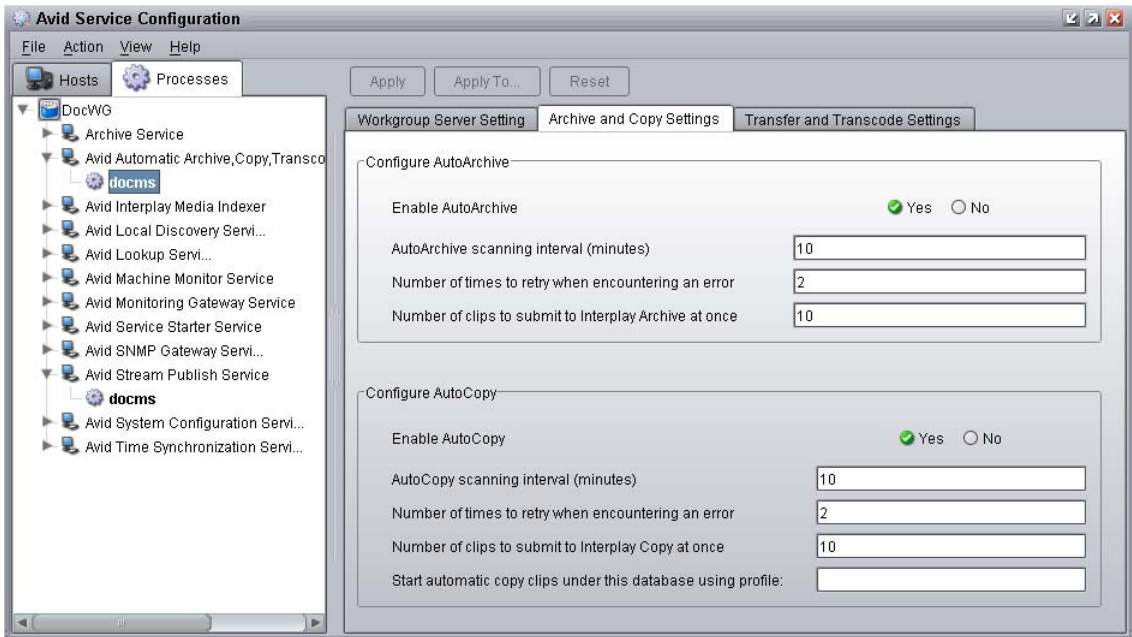 Avid Service Configuration
File Action View Help
Hosts Processes
DocWG
Archive Service
Avid Automatic Archive,Copy,Transco
docms
Avid Interplay Media Indexer
Avid Local Discovery Servi...
Avid Lookup Servi...
Avid Machine Monitor Service
Avid Monitoring Gateway Service
Avid Service Starter Service
Avid SNMP Gateway Servi...
Avid Stream Publish Service
docms
Avid System Configuration Servi...
Avid Time Synchronization Servi...
Apply Apply To... Reset
Workgroup Server Setting Archive and Copy Settings Transfer and Transcode Settings
Configure AutoArchive
Enable AutoArchive Yes No
AutoArchive scanning interval (minutes) 10
Number of times to retry when encountering an error 2
Number of clips to submit to Interplay Archive at once 10
Configure AutoCopy
Enable AutoCopy Yes No
AutoCopy scanning interval (minutes) 10
Number of times to retry when encountering an error 2
Number of clips to submit to Interplay Copy at once 10
Start automatic copy clips under this database using profile: